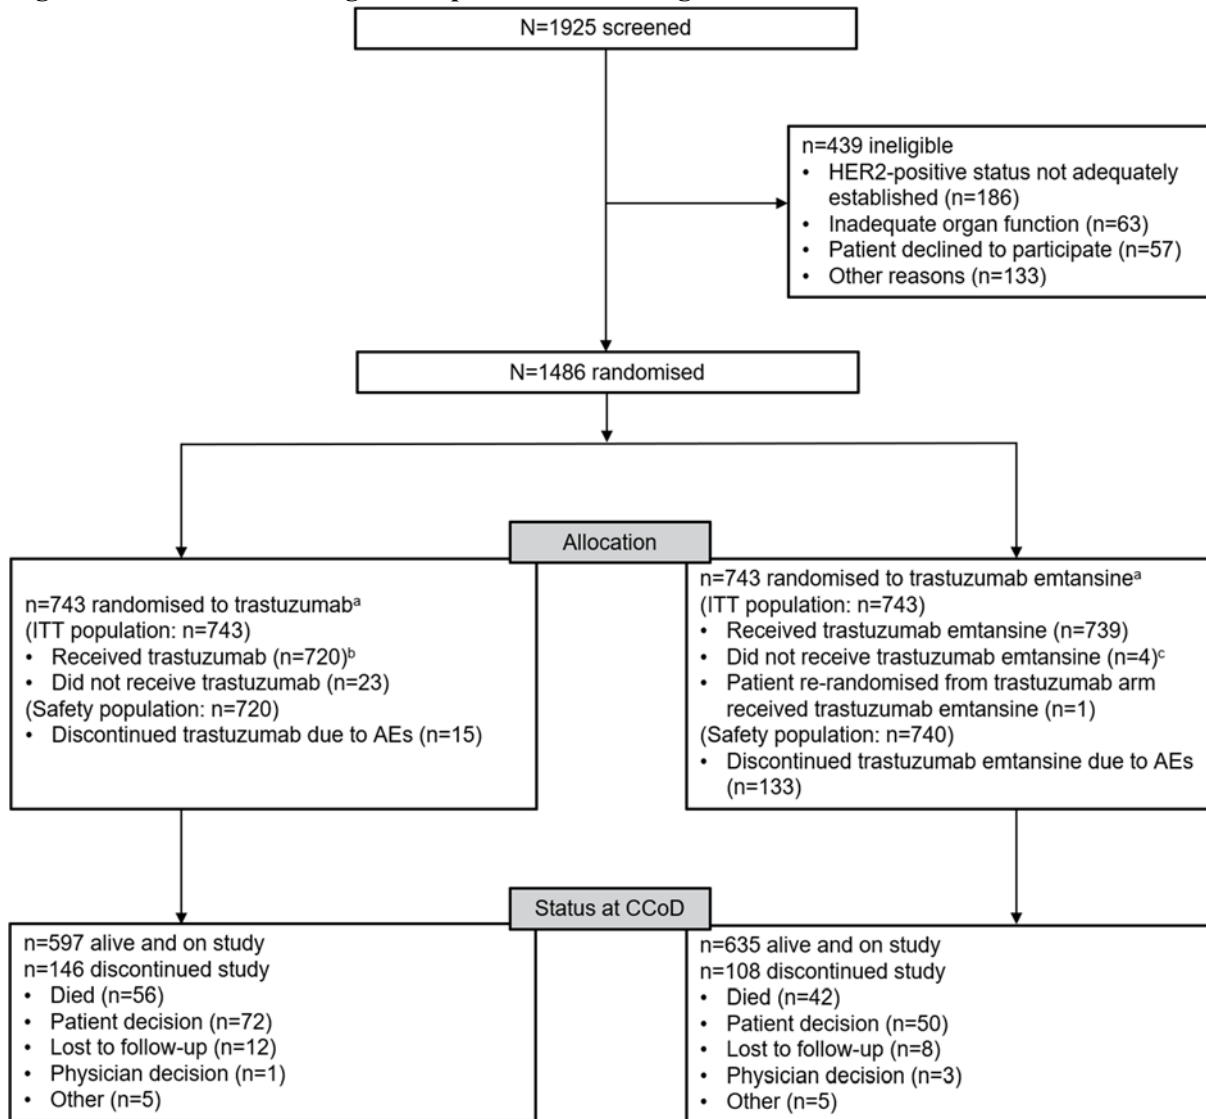 N=1925 screened
n=439 ineligible
• HER2-positive status not adequately
established (n=186)
• Inadequate organ function (n=63)
• Patient declined to participate (n=57)
• Other reasons (n=133)
N=1486 randomised
Allocation
n=743 randomised to trastuzumabᵃ
(ITT population: n=743)
• Received trastuzumab (n=720)ᵇ
• Did not receive trastuzumab (n=23)
(Safety population: n=720)
• Discontinued trastuzumab due to AEs (n=15)
n=743 randomised to trastuzumab emtansineᵃ
(ITT population: n=743)
• Received trastuzumab emtansine (n=739)
• Did not receive trastuzumab emtansine (n=4)ᶜ
• Patient re-randomised from trastuzumab arm
received trastuzumab emtansine (n=1)
(Safety population: n=740)
• Discontinued trastuzumab emtansine due to AEs
(n=133)
Status at CCoD
n=597 alive and on study
n=146 discontinued study
• Died (n=56)
• Patient decision (n=72)
• Lost to follow-up (n=12)
• Physician decision (n=1)
• Other (n=5)
n=635 alive and on study
n=108 discontinued study
• Died (n=42)
• Patient decision (n=50)
• Lost to follow-up (n=8)
• Physician decision (n=3)
• Other (n=5)